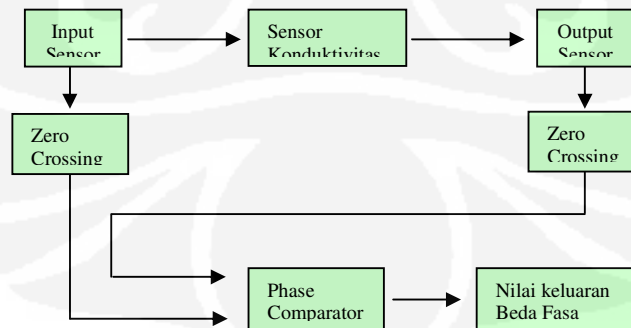 Input
Sensor
Sensor
Konduktivitas
Output
Sensor
Zero
Crossing
Zero
Crossing
Phase
Comparator
Nilai keluaran
Beda Fasa